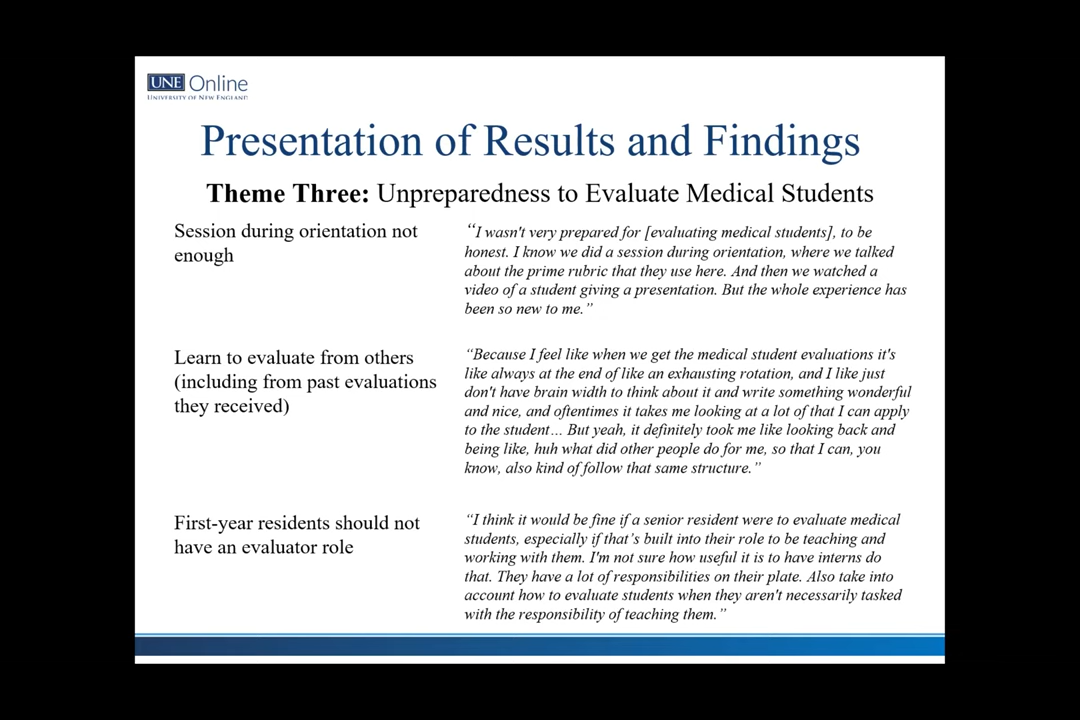 UNE Online
UNIVERSITY OF NEW ENGLAND
Presentation of Results and Findings
Theme Three: Unpreparedness to Evaluate Medical Students
Session during orientation not
enough
“I wasn't very prepared for [evaluating medical students], to be
honest. I know we did a session during orientation, where we talked
about the prime rubric that they use here. And then we watched a
video of a student giving a presentation. But the whole experience has
been so new to me.”
Learn to evaluate from others
(including from past evaluations
they received)
“Because I feel like when we get the medical student evaluations it's
like always at the end of like an exhausting rotation, and I like just
don't have brain width to think about it and write something wonderful
and nice, and oftentimes it takes me looking at a lot of that I can apply
to the student… But yeah, it definitely took me like looking back and
being like, huh what did other people do for me, so that I can, you
know, also kind of follow that same structure.”
First-year residents should not
have an evaluator role
“I think it would be fine if a senior resident were to evaluate medical
students, especially if that’s built into their role to be teaching and
working with them. I'm not sure how useful it is to have interns do
that. They have a lot of responsibilities on their plate. Also take into
account how to evaluate students when they aren't necessarily tasked
with the responsibility of teaching them.”